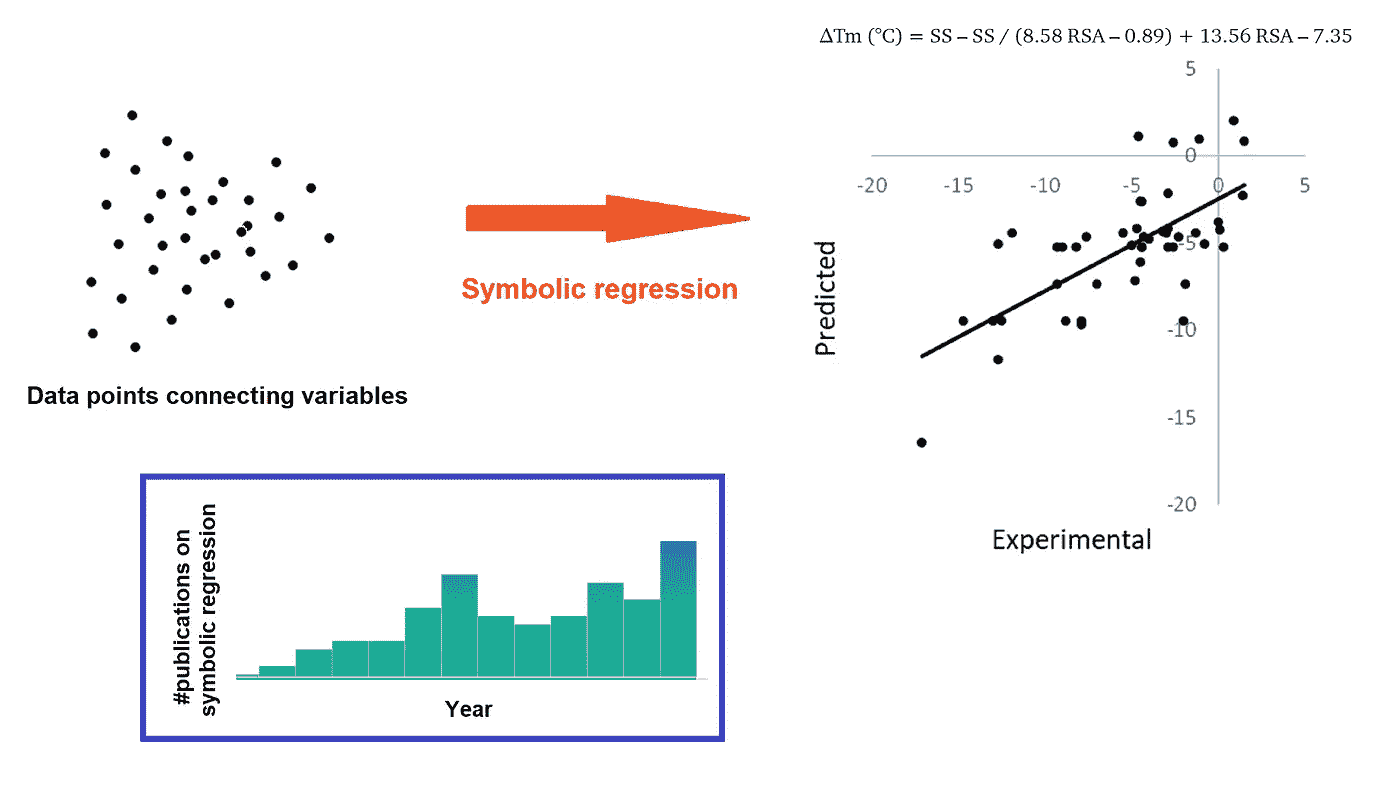 ΔTm (°C) = SS – SS / (8.58 RSA – 0.89) + 13.56 RSA – 7.35
5
0
-20
-15
-10
-5
0
5
-5
-10
-15
-20
Predicted
Experimental
Symbolic regression
Data points connecting variables
#publications on
symbolic regression
Year